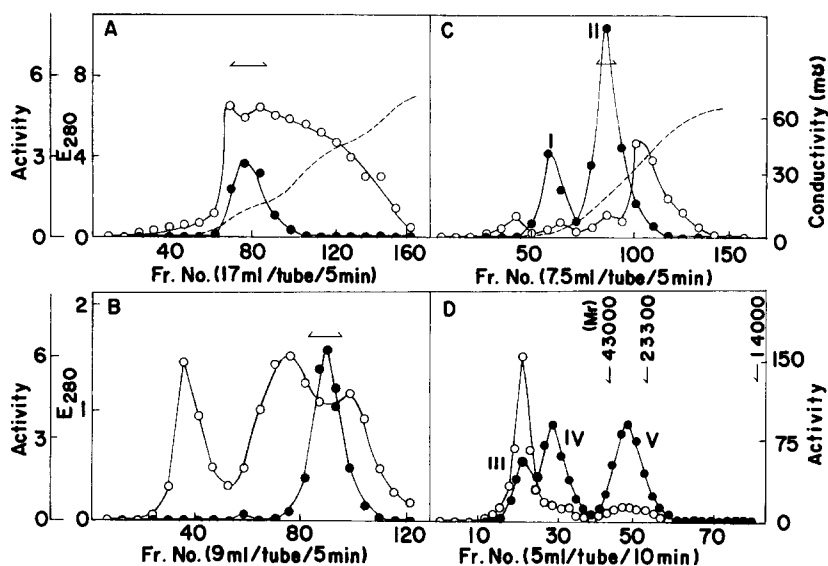 A
C
II
I
6
3
0
Activity
8
4
0
E280
60
30
0
Conductivity (m℧)
40 80 120 160
Fr. No. (17ml/tube/5min)
50 100 150
Fr. No. (7.5ml/tube/5min)
B
D
(Mr)
43000
23300
14000
III
IV
V
6
3
0
Activity
2
1
0
E280
150
75
0
Activity
40 80 120
Fr. No. (9ml/tube/5min)
10 30 50 70
Fr. No. (5ml/tube/10min)